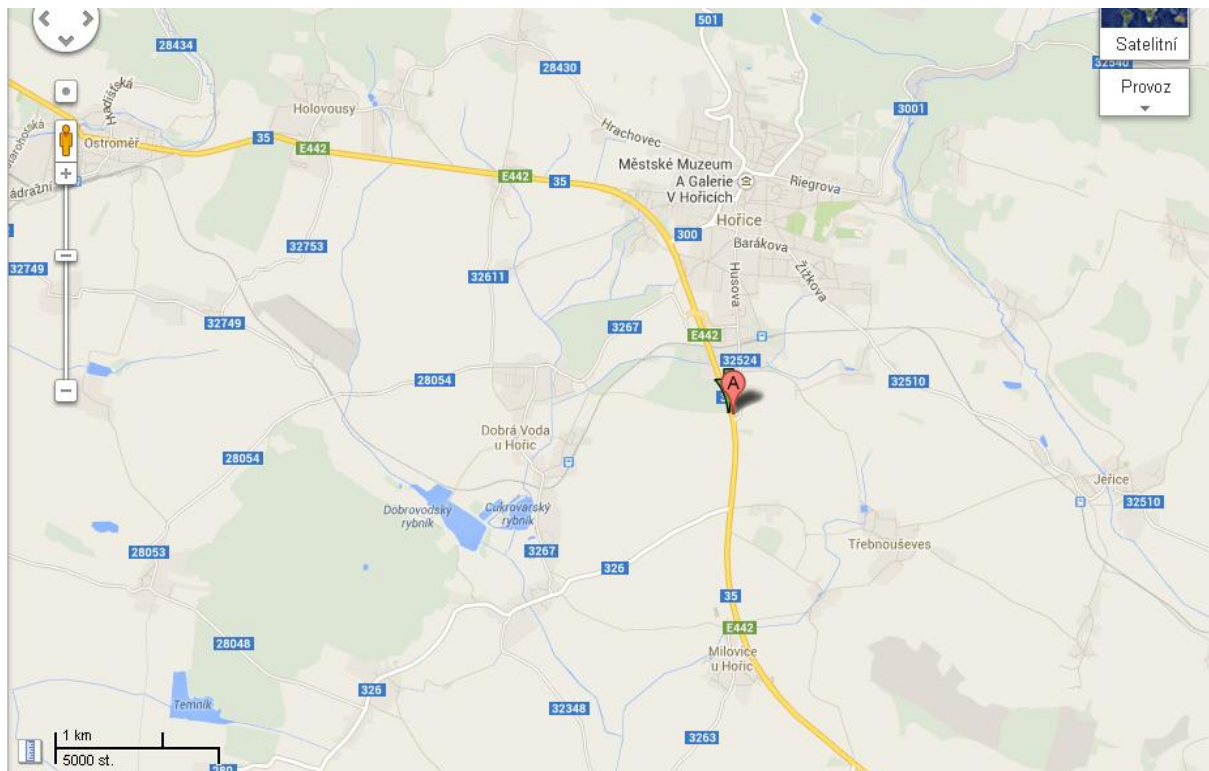 501
28434
Satelitní
32540
28430
Provoz
Holovousy
3001
Hrachovec
Ostroměř
35
E442
Městské Muzeum
A Galerie
V Hořicích
E442
35
Riegrova
Hořice
300
Barákova
32753
32749
32611
Husova
Žižkova
32749
3267
E442
32524
28054
32510
A
Dobrá Voda
u Hořic
28054
Jeřice
32510
Dobrovodský
rybník
Cukrovarský
rybník
Třebnouševes
28053
3267
326
35
E442
28048
Milovice
u Hořic
326
Temník
32348
3263
1 km
5000 st.